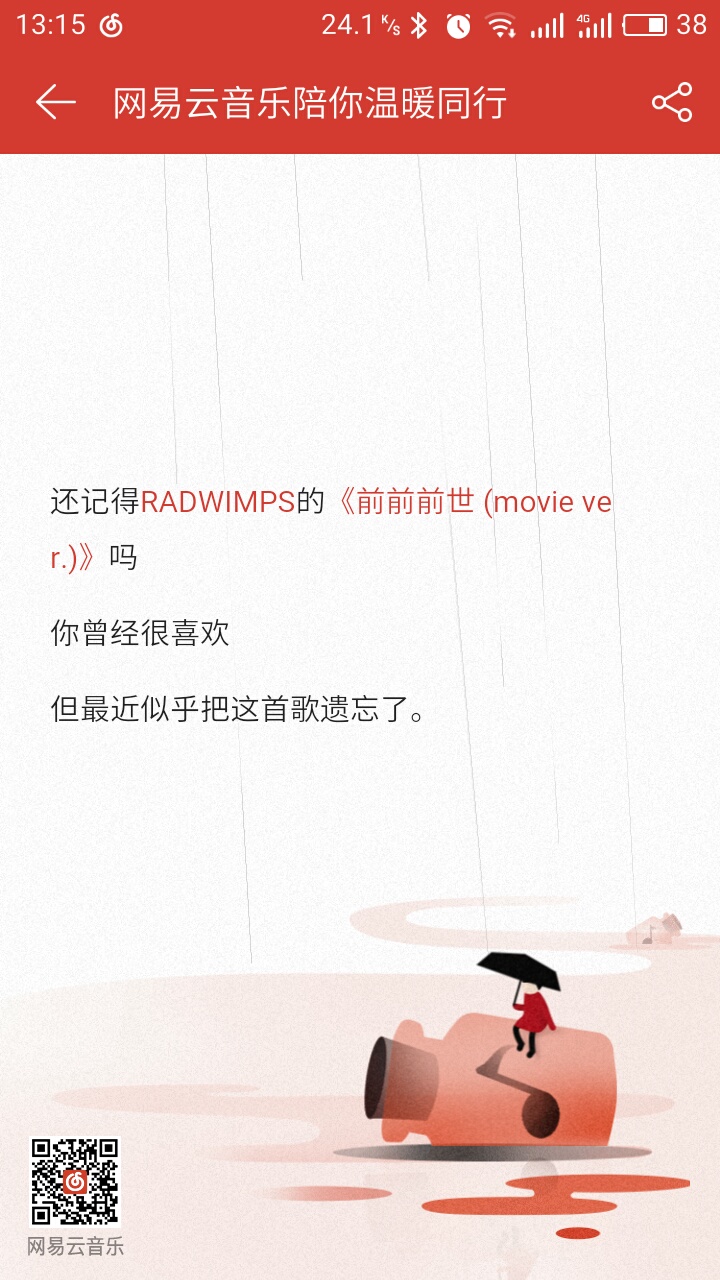 13:15 24.1 K/s 4G 38
网易云音乐陪你温暖同行
还记得RADWIMPS的《前前前世 (movie ve
r.)》吗
你曾经很喜欢
但最近似乎把这首歌遗忘了。
网易云音乐